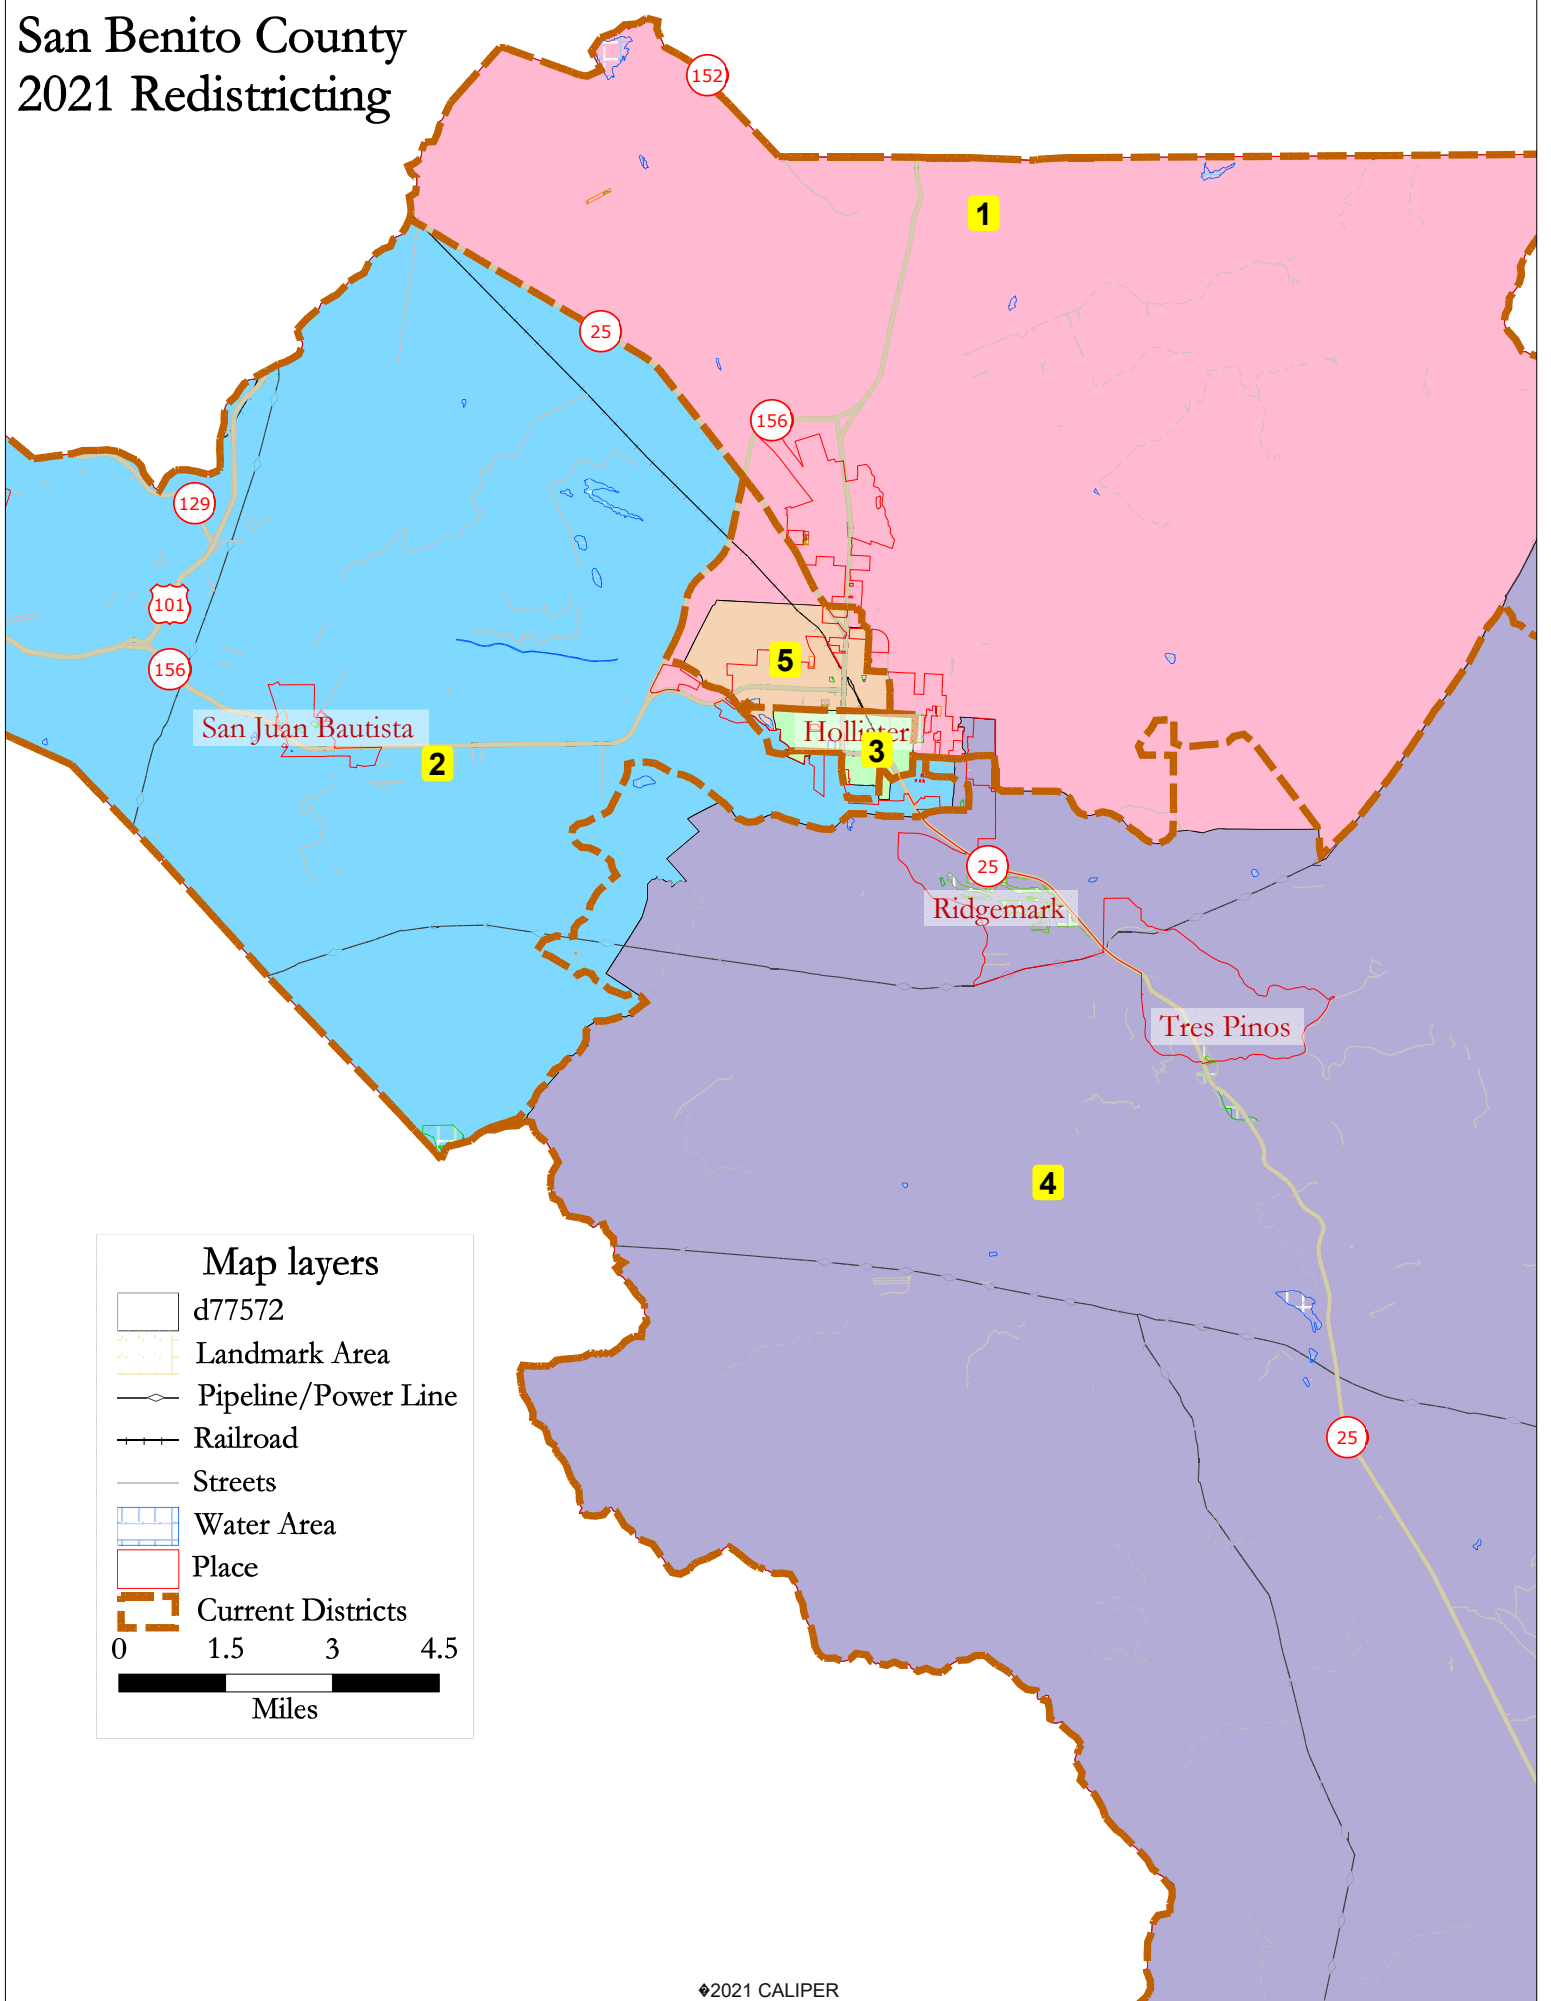 San Benito County
2021 Redistricting
152
1
25
156
129
101
156
5
San Juan Bautista
Hollister
2
3
25
Ridgemark
Tres Pinos
4
Map layers
d77572
Landmark Area
Pipeline/Power Line
Railroad
Streets
Water Area
Place
Current Districts
0 1.5 3 4.5
Miles
25
�2021 CALIPER